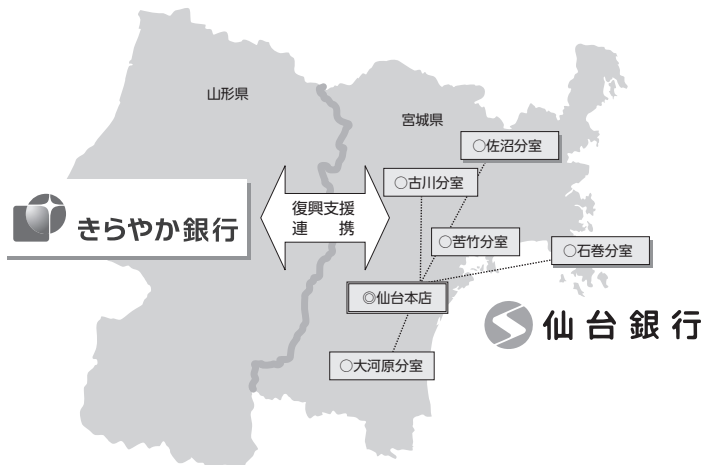 山形県
宮城県
○佐沼分室
○古川分室
復興支援
連　携
きらやか銀行
○苦竹分室
○石巻分室
◎仙台本店
仙台銀行
○大河原分室